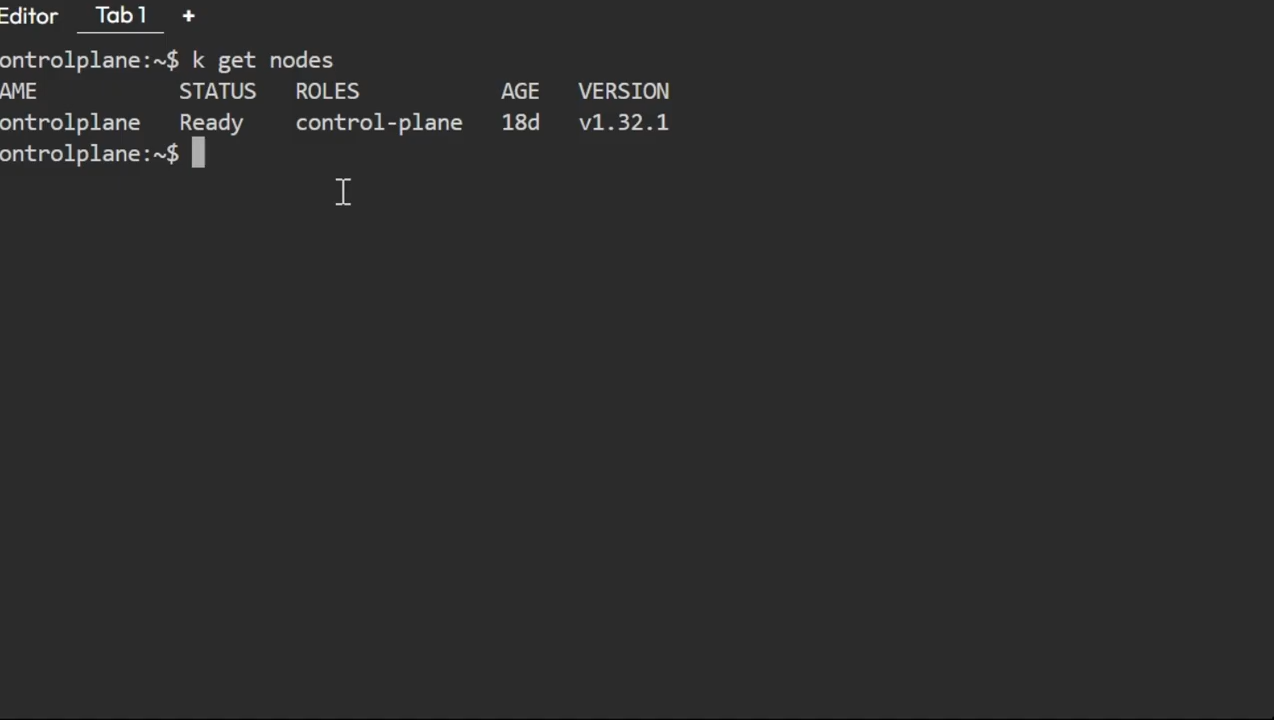 Editor Tab 1 +
ontrolplane:~$ k get nodes
AME STATUS ROLES AGE VERSION
ontrolplane Ready control-plane 18d v1.32.1
ontrolplane:~$